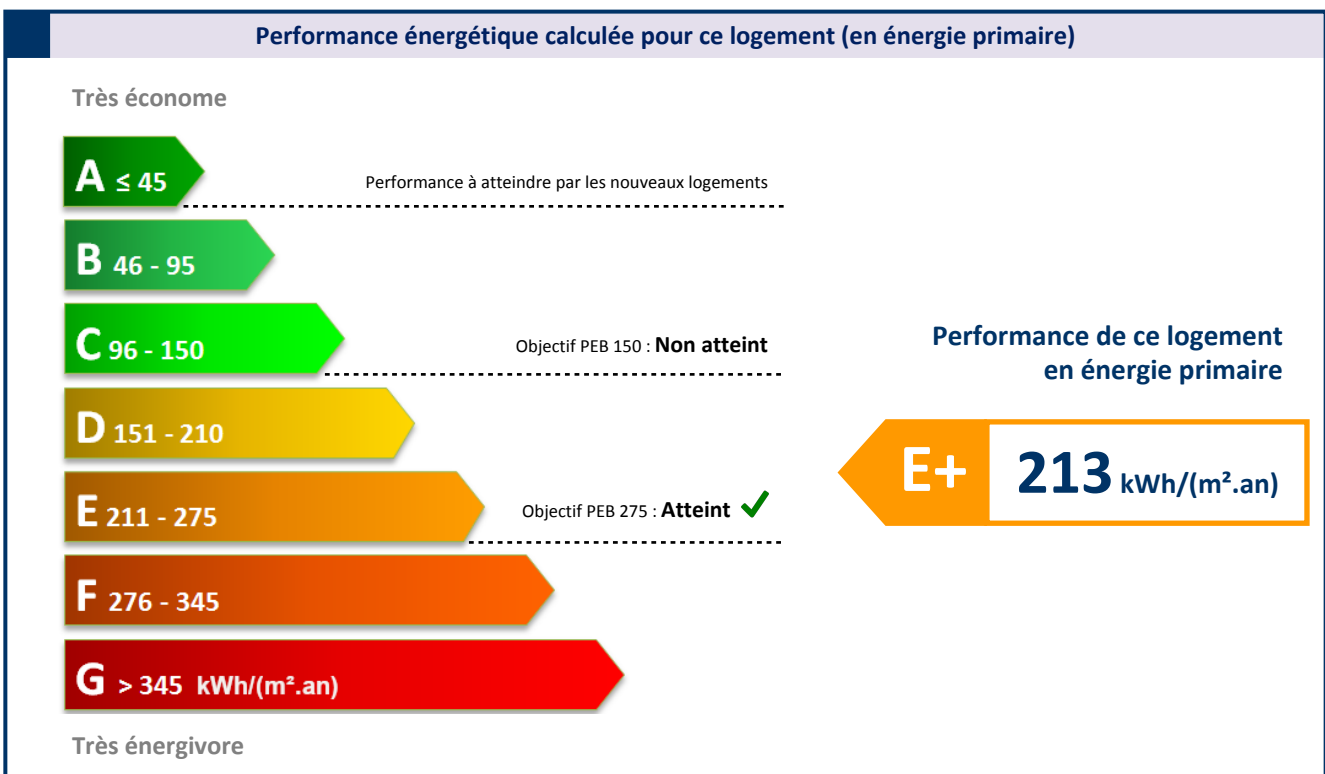 Performance énergétique calculée pour ce logement (en énergie primaire)
Très économe
A ≤ 45
Performance à atteindre par les nouveaux logements
B 46 - 95
C 96 - 150
Objectif PEB 150 : Non atteint
D 151 - 210
E 211 - 275
Objectif PEB 275 : Atteint ✓
F 276 - 345
G > 345 kWh/(m².an)
Très énergivore
Performance de ce logement
en énergie primaire
E+ 213 kWh/(m².an)